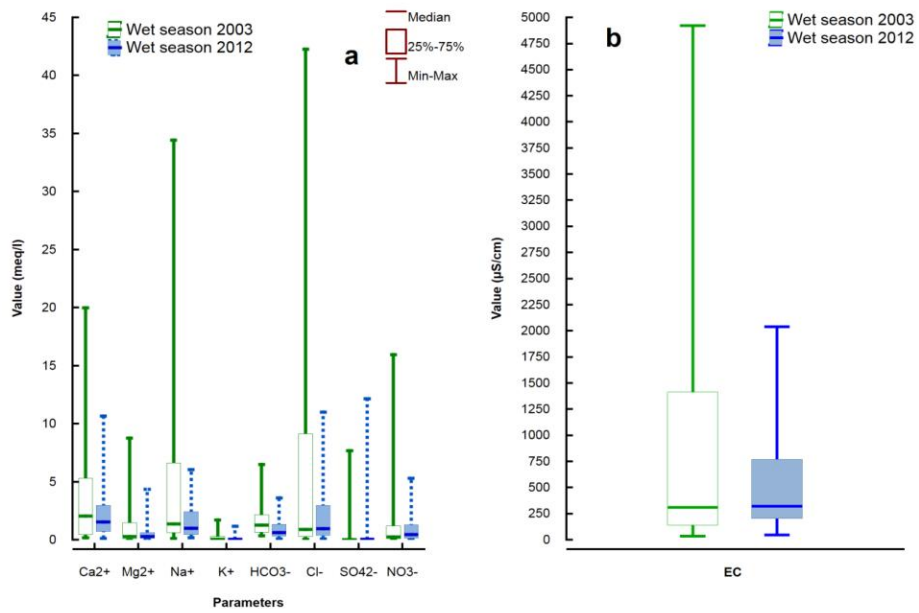 Wet season 2003
Wet season 2012
a
Median
25%-75%
Min-Max
45
40
35
30
25
20
15
10
5
0
Value (meq/l)
Ca2+ Mg2+ Na+ K+ HCO3- Cl- SO42- NO3-
Parameters
b
Wet season 2003
Wet season 2012
5000
4750
4500
4250
4000
3750
3500
3250
3000
2750
2500
2250
2000
1750
1500
1250
1000
750
500
250
0
Value (µS/cm)
EC